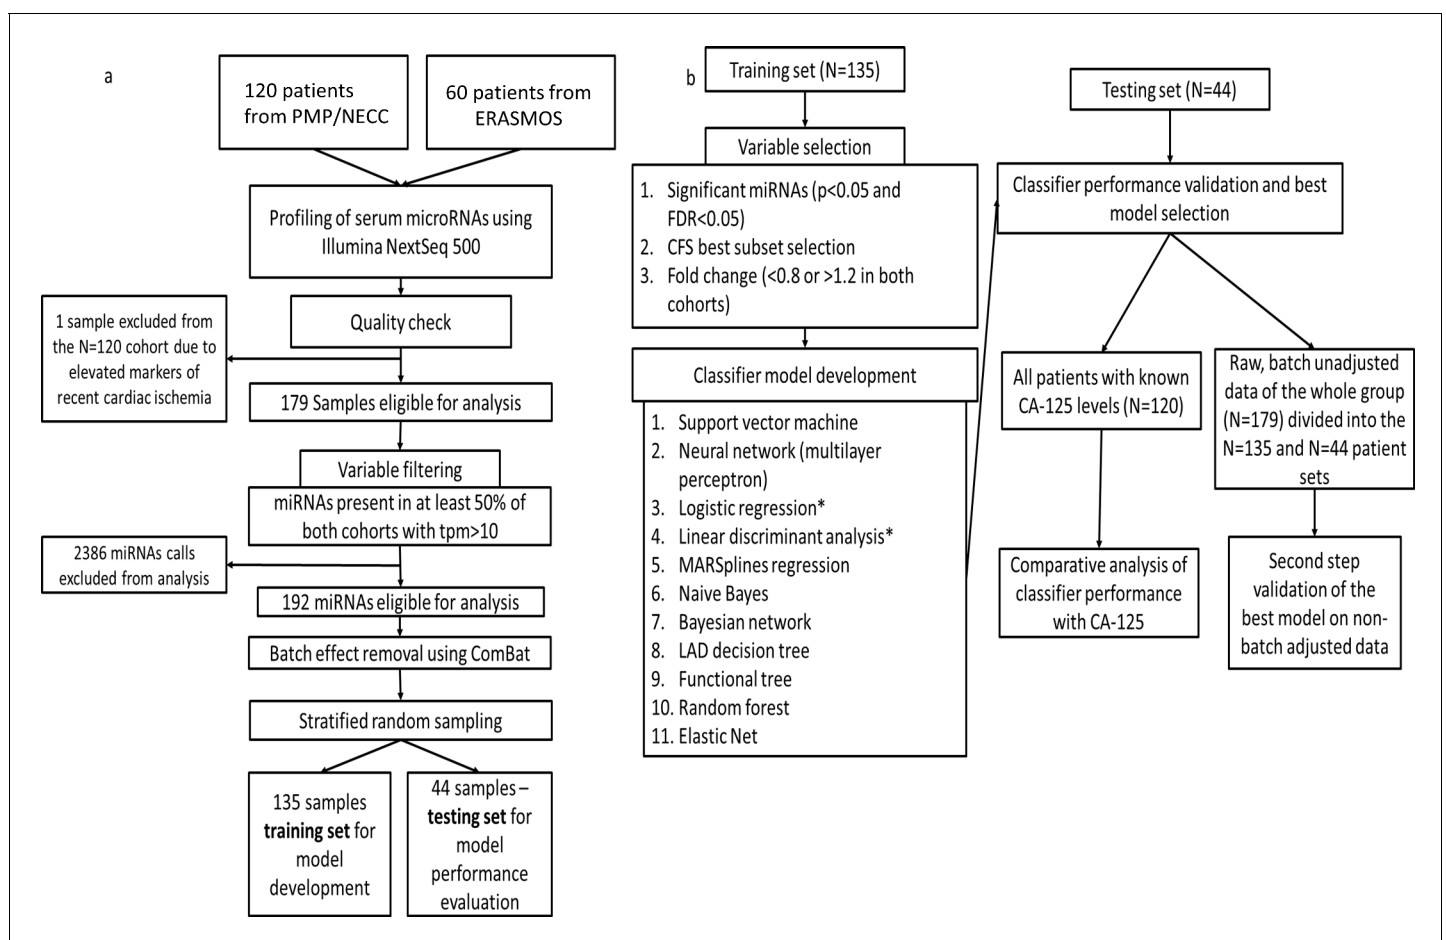 a
120 patients
from PMP/NECC
60 patients from
ERASMOS
Profiling of serum microRNAs using
Illumina NextSeq 500
Quality check
1 sample excluded from
the N=120 cohort due to
elevated markers of
recent cardiac ischemia
179 Samples eligible for analysis
Variable filtering
miRNAs present in at least 50% of
both cohorts with tpm>10
2386 miRNAs calls
excluded from analysis
192 miRNAs eligible for analysis
Batch effect removal using ComBat
Stratified random sampling
135 samples
training set for
model
development
44 samples –
testing set for
model
performance
evaluation
b
Training set (N=135)
Variable selection
1. Significant miRNAs (p<0.05 and
FDR<0.05)
2. CFS best subset selection
3. Fold change (<0.8 or >1.2 in both
cohorts)
Classifier model development
1. Support vector machine
2. Neural network (multilayer
perceptron)
3. Logistic regression*
4. Linear discriminant analysis*
5. MARSplines regression
6. Naive Bayes
7. Bayesian network
8. LAD decision tree
9. Functional tree
10. Random forest
11. Elastic Net
Testing set (N=44)
Classifier performance validation and best
model selection
All patients with known
CA-125 levels (N=120)
Comparative analysis of
classifier performance
with CA-125
Raw, batch unadjusted
data of the whole group
(N=179) divided into the
N=135 and N=44 patient
sets
Second step
validation of the
best model on non-
batch adjusted data